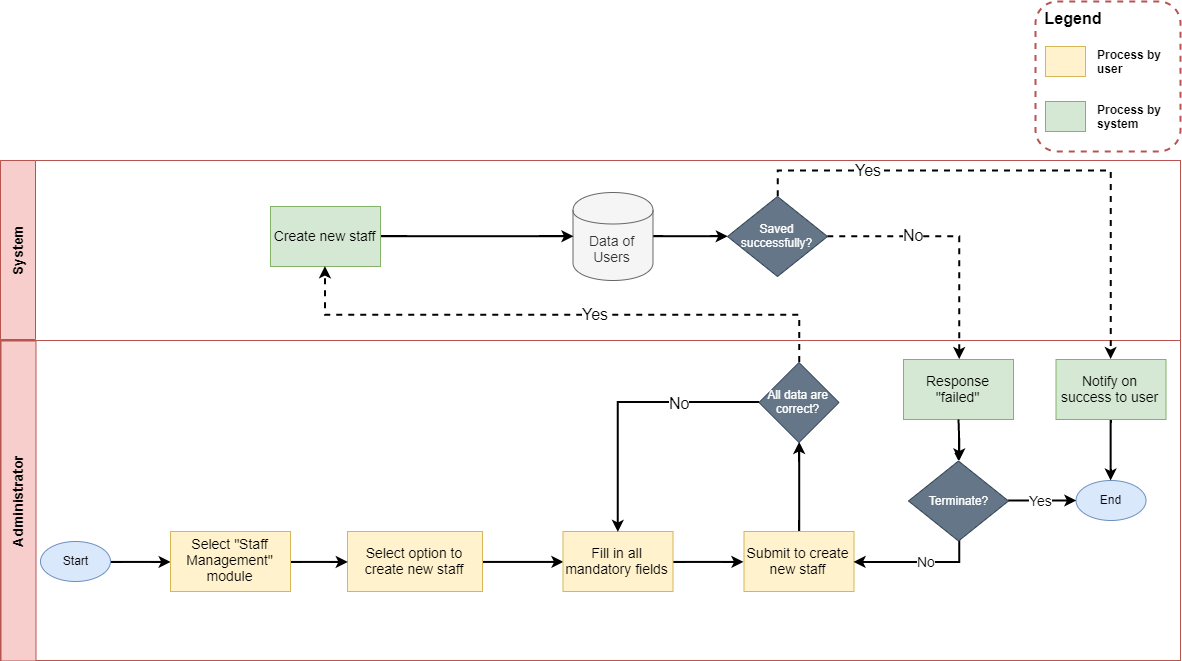 Legend
Process by
user
Process by
system
System
Yes
Create new staff
Data of
Users
Saved
successfully?
No
Yes
Administrator
All data are
correct?
No
Response
"failed"
Notify on
success to user
Terminate?
Yes
End
Start
Select "Staff
Management"
module
Select option to
create new staff
Fill in all
mandatory fields
Submit to create
new staff
No